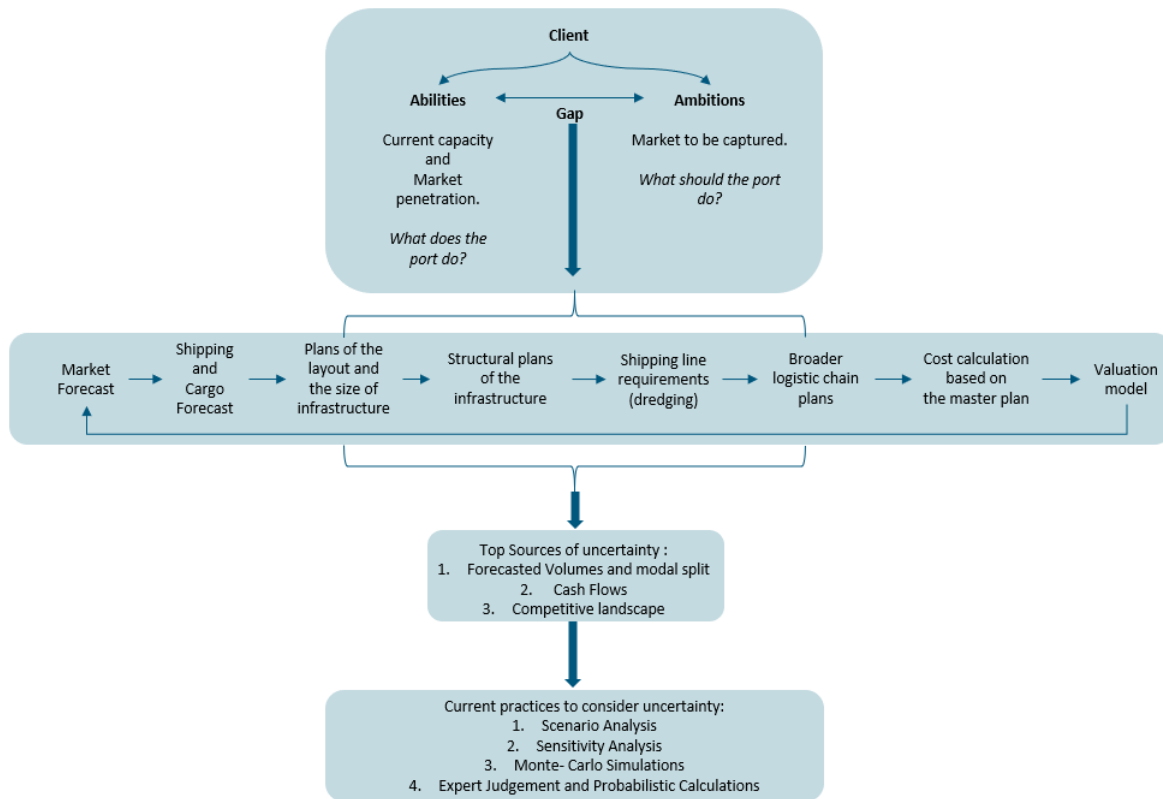 Client
Abilities
Ambitions
Gap
Current capacity
and
Market
penetration.
What does the
port do?
Market to be captured.
What should the port
do?
Market
Forecast
Shipping
and
Cargo
Forecast
Plans of the
layout and
the size of
infrastructure
Structural plans
of the
infrastructure
Shipping line
requirements
(dredging)
Broader
logistic chain
plans
Cost calculation
based on
the master plan
Valuation
model
Top Sources of uncertainty :
1. Forecasted Volumes and modal split
2. Cash Flows
3. Competitive landscape
Current practices to consider uncertainty:
1. Scenario Analysis
2. Sensitivity Analysis
3. Monte- Carlo Simulations
4. Expert Judgement and Probabilistic Calculations